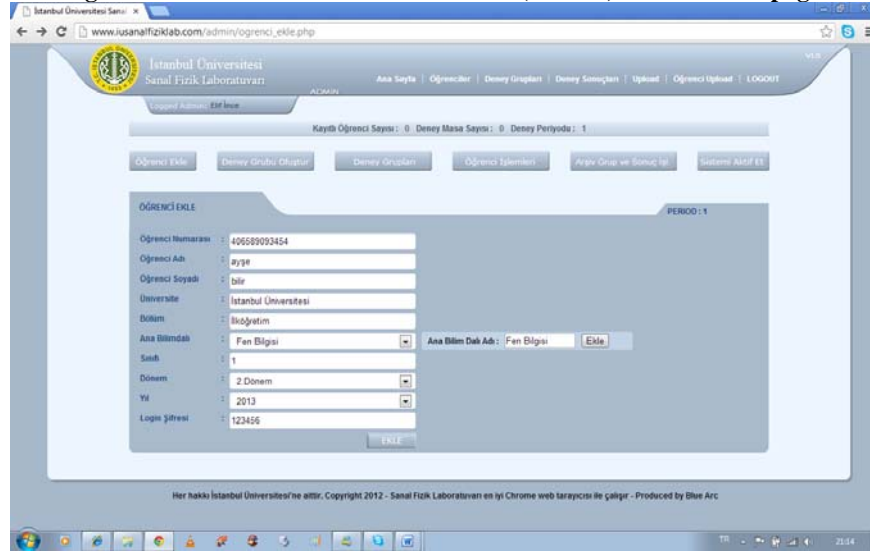 İstanbul Üniversitesi Sanal
www.iusanalfiziklab.com/admin/ogrenci_ekle.php
İstanbul Üniversitesi
Sanal Fizik Laboratuvarı
ADMIN
Ana Sayfa | Öğrenciler | Deney Grupları | Deney Sonuçları | Upload | Öğrenci Upload | LOGOUT
Logged Admin: Elif İnce
Kayıtlı Öğrenci Sayısı : 0 Deney Masa Sayısı : 0 Deney Periyodu : 1
Öğrenci Ekle Deney Grubu Oluştur Deney Grupları Öğrenci İşlemleri Arşiv Grup ve Sonuç İşl Sistemi Aktif Et
ÖĞRENCİ EKLE
PERIOD : 1
Öğrenci Numarası : 406589093454
Öğrenci Adı : ayşe
Öğrenci Soyadı : bilir
Üniversite : İstanbul Üniversitesi
Bölüm : İlköğretim
Ana Bilimdalı : Fen Bilgisi Ana Bilim Dalı Adı : Fen Bilgisi Ekle
Sınıfı : 1
Dönem : 2.Dönem
Yıl : 2013
Login Şifresi : 123456
EKLE
Her hakkı İstanbul Üniversitesi'ne aittir. Copyright 2012 - Sanal Fizik Laboratuvarı en iyi Chrome web tarayıcısı ile çalışır - Produced by Blue Arc
TR 21:14